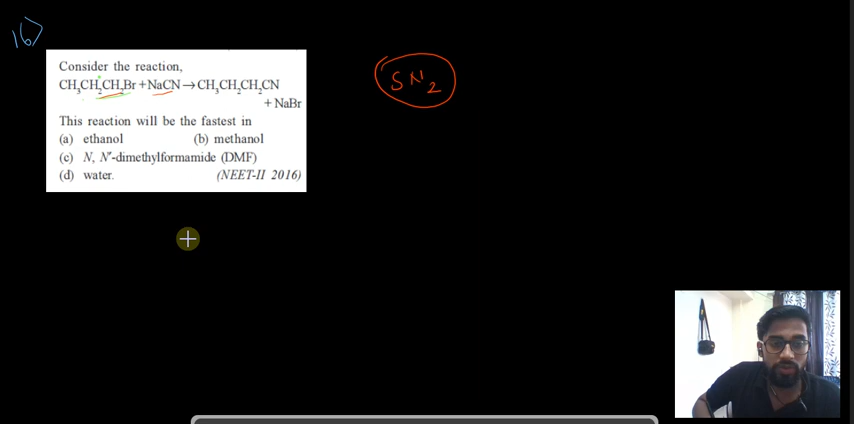 16)
Consider the reaction,
CH₃CH₂CH₂Br + NaCN → CH₃CH₂CH₂CN
+ NaBr
This reaction will be the fastest in
(a) ethanol (b) methanol
(c) N, N'-dimethylformamide (DMF)
(d) water. (NEET-II 2016)
SN2